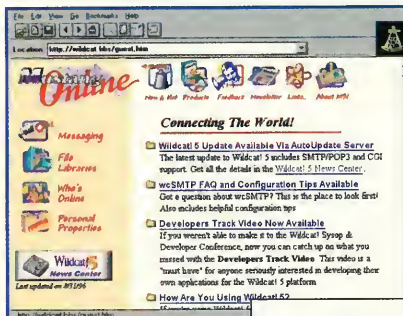 File Edit View Go Bookmarks Help
Location: http://wildcat.bbs/guest.htm
Online
New & Hot Products Feedback Newsletter Links... About MSI
Connecting The World!
Messaging
File Libraries
Who's Online
Personal Properties
Wildcat! 5
News Center
Last updated on 8/31/96
Wildcat! 5 Update Available Via AutoUpdate Server
The latest update to Wildcat! 5 includes SMTP/POP3 and CGI
support. Get all the details in the Wildcat! 5 News Center.
wcSMTP FAQ and Configuration Tips Available
Got a question about wcSMTP? This is the place to look first!
Also includes helpful configuration tips
Developers Track Video Now Available
If you weren't able to make it to the Wildcat! Sysop &
Developer Conference, now you can catch up on what you
missed with the Developers Track Video. This video is a
"must have" for anyone seriously interested in developing their
own applications for the Wildcat! 5 platform.
How Are You Using Wildcat! 5?